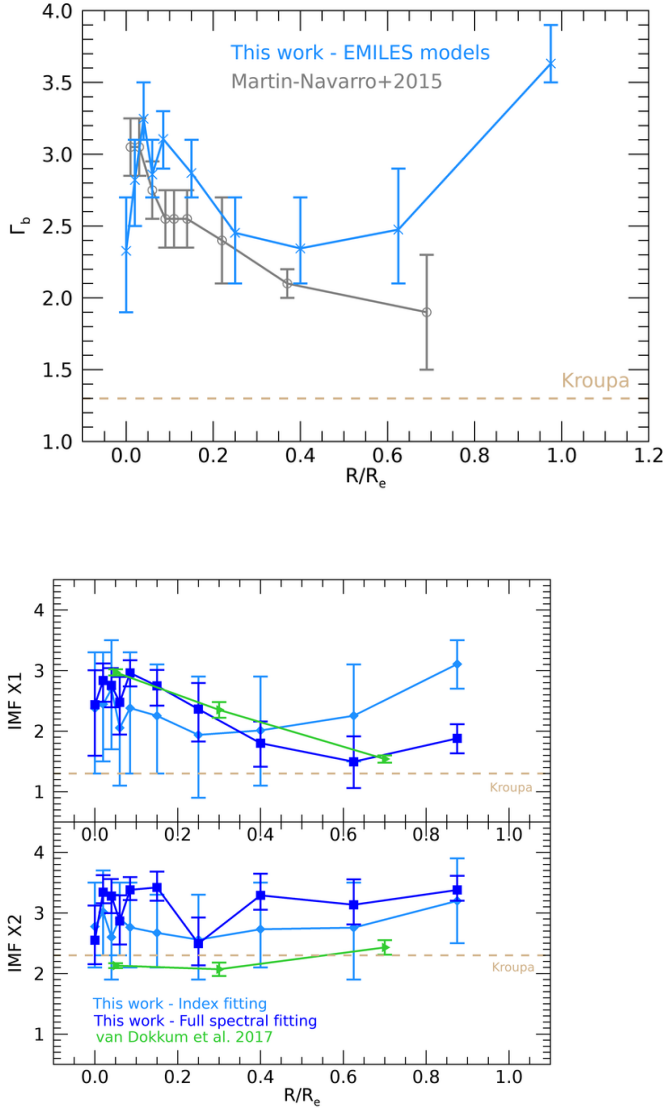 4.0
3.5
3.0
2.5
2.0
1.5
1.0
Γb
This work - EMILES models
Martin-Navarro+2015
Kroupa
0.0 0.2 0.4 0.6 0.8 1.0 1.2
R/Re
4
3
2
1
IMF X1
Kroupa
0.0 0.2 0.4 0.6 0.8 1.0
4
3
2
1
IMF X2
Kroupa
This work - Index fitting
This work - Full spectral fitting
van Dokkum et al. 2017
0.0 0.2 0.4 0.6 0.8 1.0
R/Re